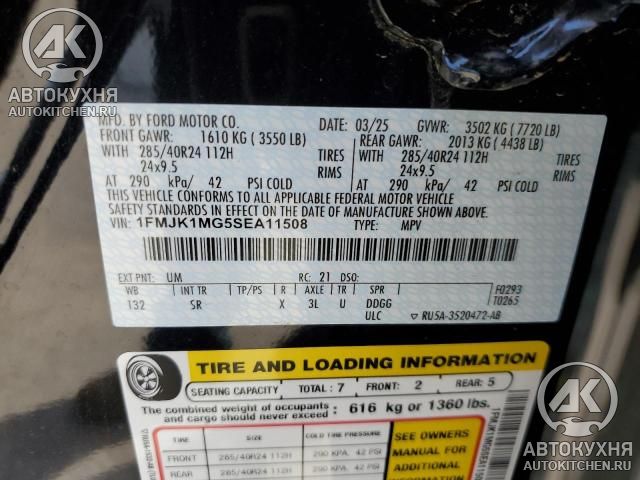 АК
АВТОКУХНЯ
АК
АВТОКУХНЯ
MFD. BY FORD MOTOR CO.
DATE: 03/25 GVWR: 3502 KG ( 7720 LB)
FRONT GAWR: 1610 KG ( 3550 LB)
REAR GAWR: 2013 KG ( 4438 LB)
WITH 285/40R24 112H TIRES
WITH 285/40R24 112H TIRES
24x9.5 RIMS
24x9.5 RIMS
AT 290 kPa/ 42 PSI COLD
AT 290 kPa/ 42 PSI COLD
THIS VEHICLE CONFORMS TO ALL APPLICABLE FEDERAL MOTOR VEHICLE
SAFETY STANDARDS IN EFFECT ON THE DATE OF MANUFACTURE SHOWN ABOVE.
VIN: 1FMJK1MG5SEA11508 TYPE: MPV
EXT PNT: UM RC: 21 DSO:
WB INT TR TP/PS R AXLE TR SPR F0293
132 SR X 3L U DDGG T0265
ULC ▽ RU5A-3520472-AB
TIRE AND LOADING INFORMATION
SEATING CAPACITY TOTAL : 7 FRONT: 2 REAR: 5
The combined weight of occupants
and cargo should never exceed: 616 kg or 1360 lbs.
TIRE SIZE COLD TIRE PRESSURE
FRONT 285/40R24 112H 290 KPA, 42 PSI
REAR 285/40R24 112H 290 KPA, 42 PSI
SEE OWNERS
MANUAL FOR
ADDITIONAL
INFORMATION
АК
АВТОКУХНЯ